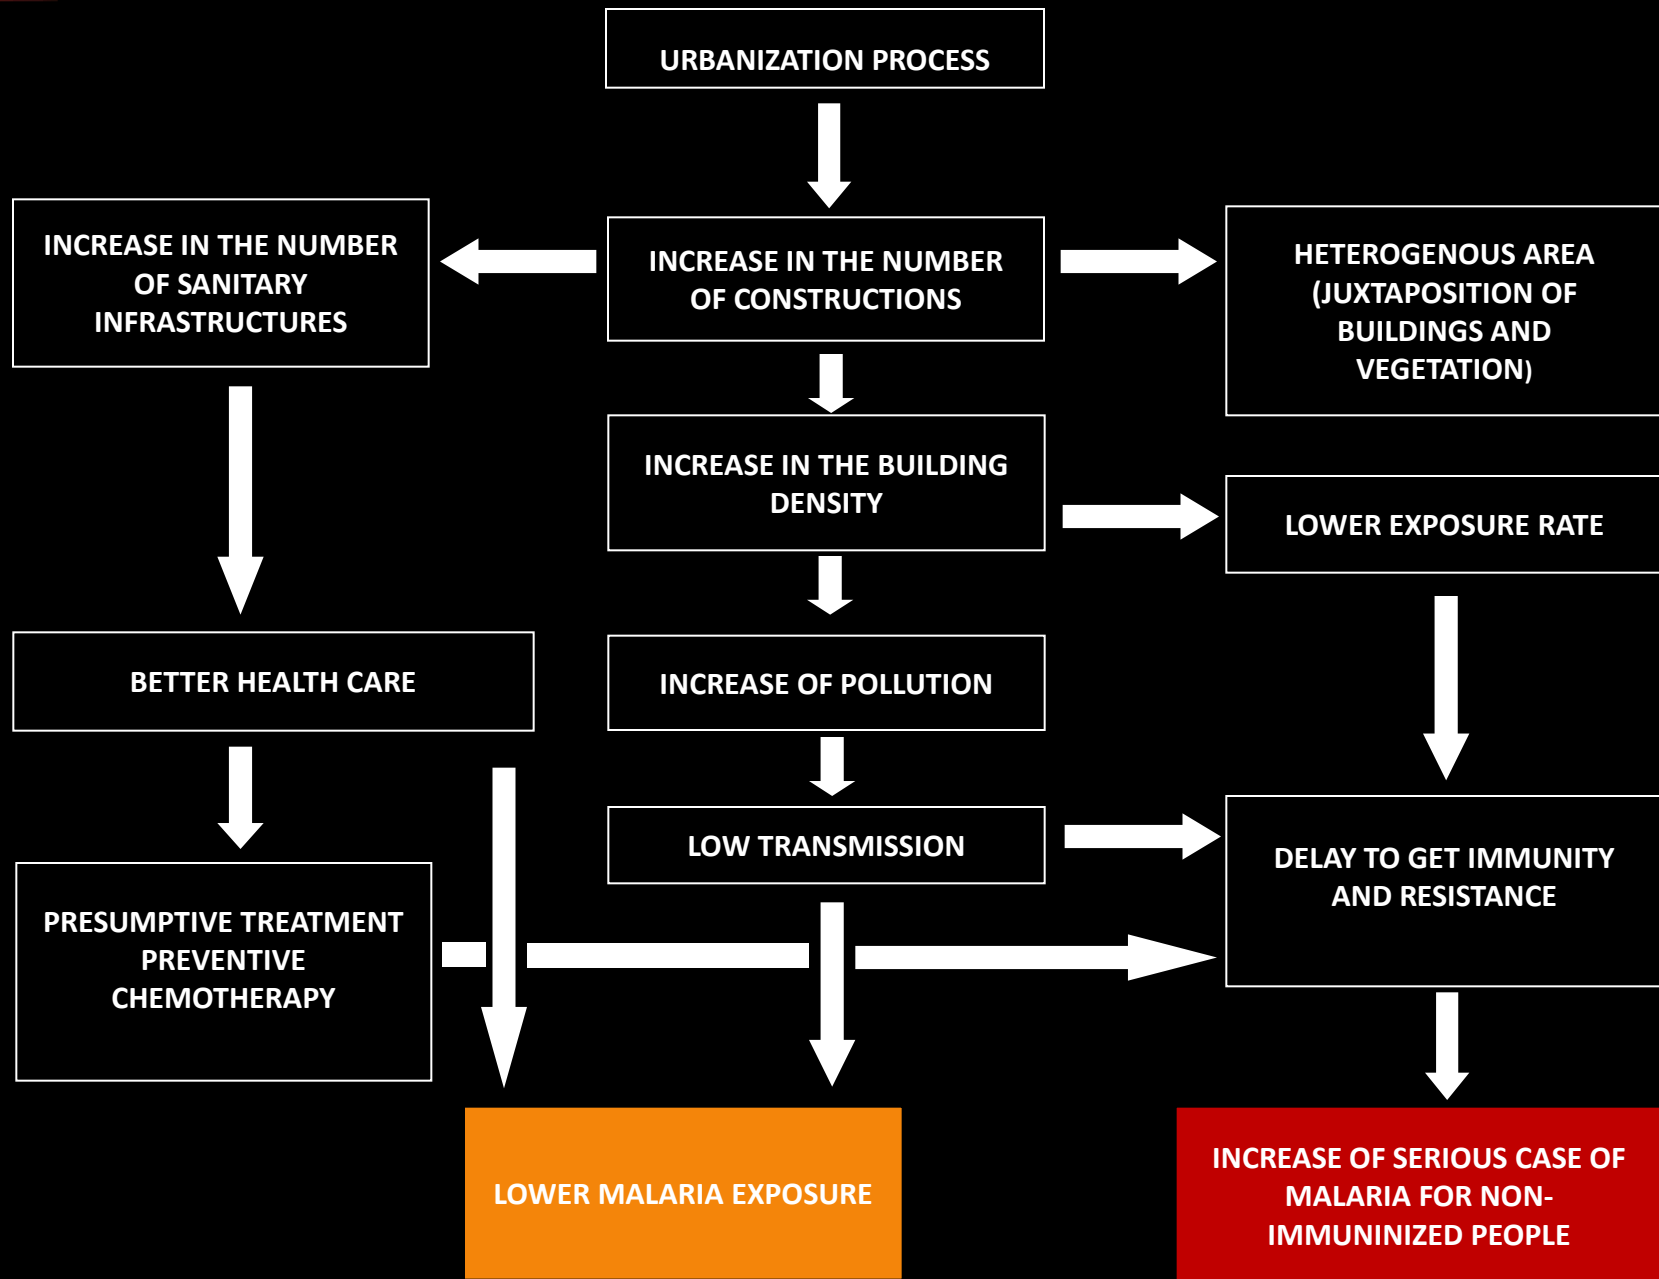 URBANIZATION PROCESS
INCREASE IN THE NUMBER
OF SANITARY
INFRASTRUCTURES
INCREASE IN THE NUMBER
OF CONSTRUCTIONS
HETEROGENOUS AREA
(JUXTAPOSITION OF
BUILDINGS AND
VEGETATION)
INCREASE IN THE BUILDING
DENSITY
LOWER EXPOSURE RATE
BETTER HEALTH CARE
INCREASE OF POLLUTION
LOW TRANSMISSION
DELAY TO GET IMMUNITY
AND RESISTANCE
PRESUMPTIVE TREATMENT
PREVENTIVE
CHEMOTHERAPY
LOWER MALARIA EXPOSURE
INCREASE OF SERIOUS CASE OF
MALARIA FOR NON-
IMMUNINIZED PEOPLE